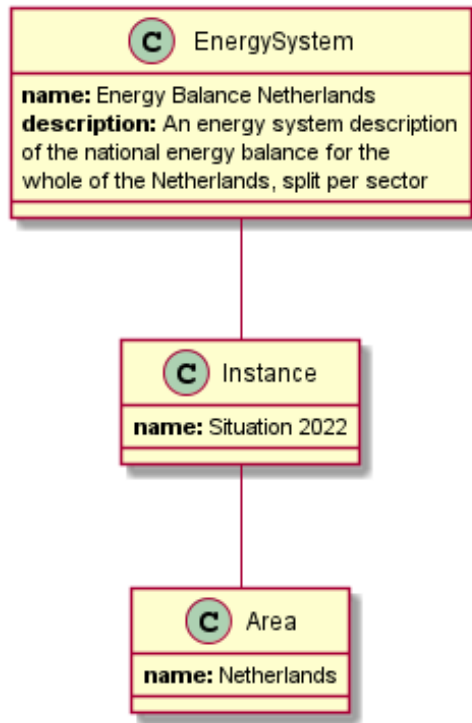 C EnergySystem
name: Energy Balance Netherlands
description: An energy system description
of the national energy balance for the
whole of the Netherlands, split per sector
C Instance
name: Situation 2022
C Area
name: Netherlands